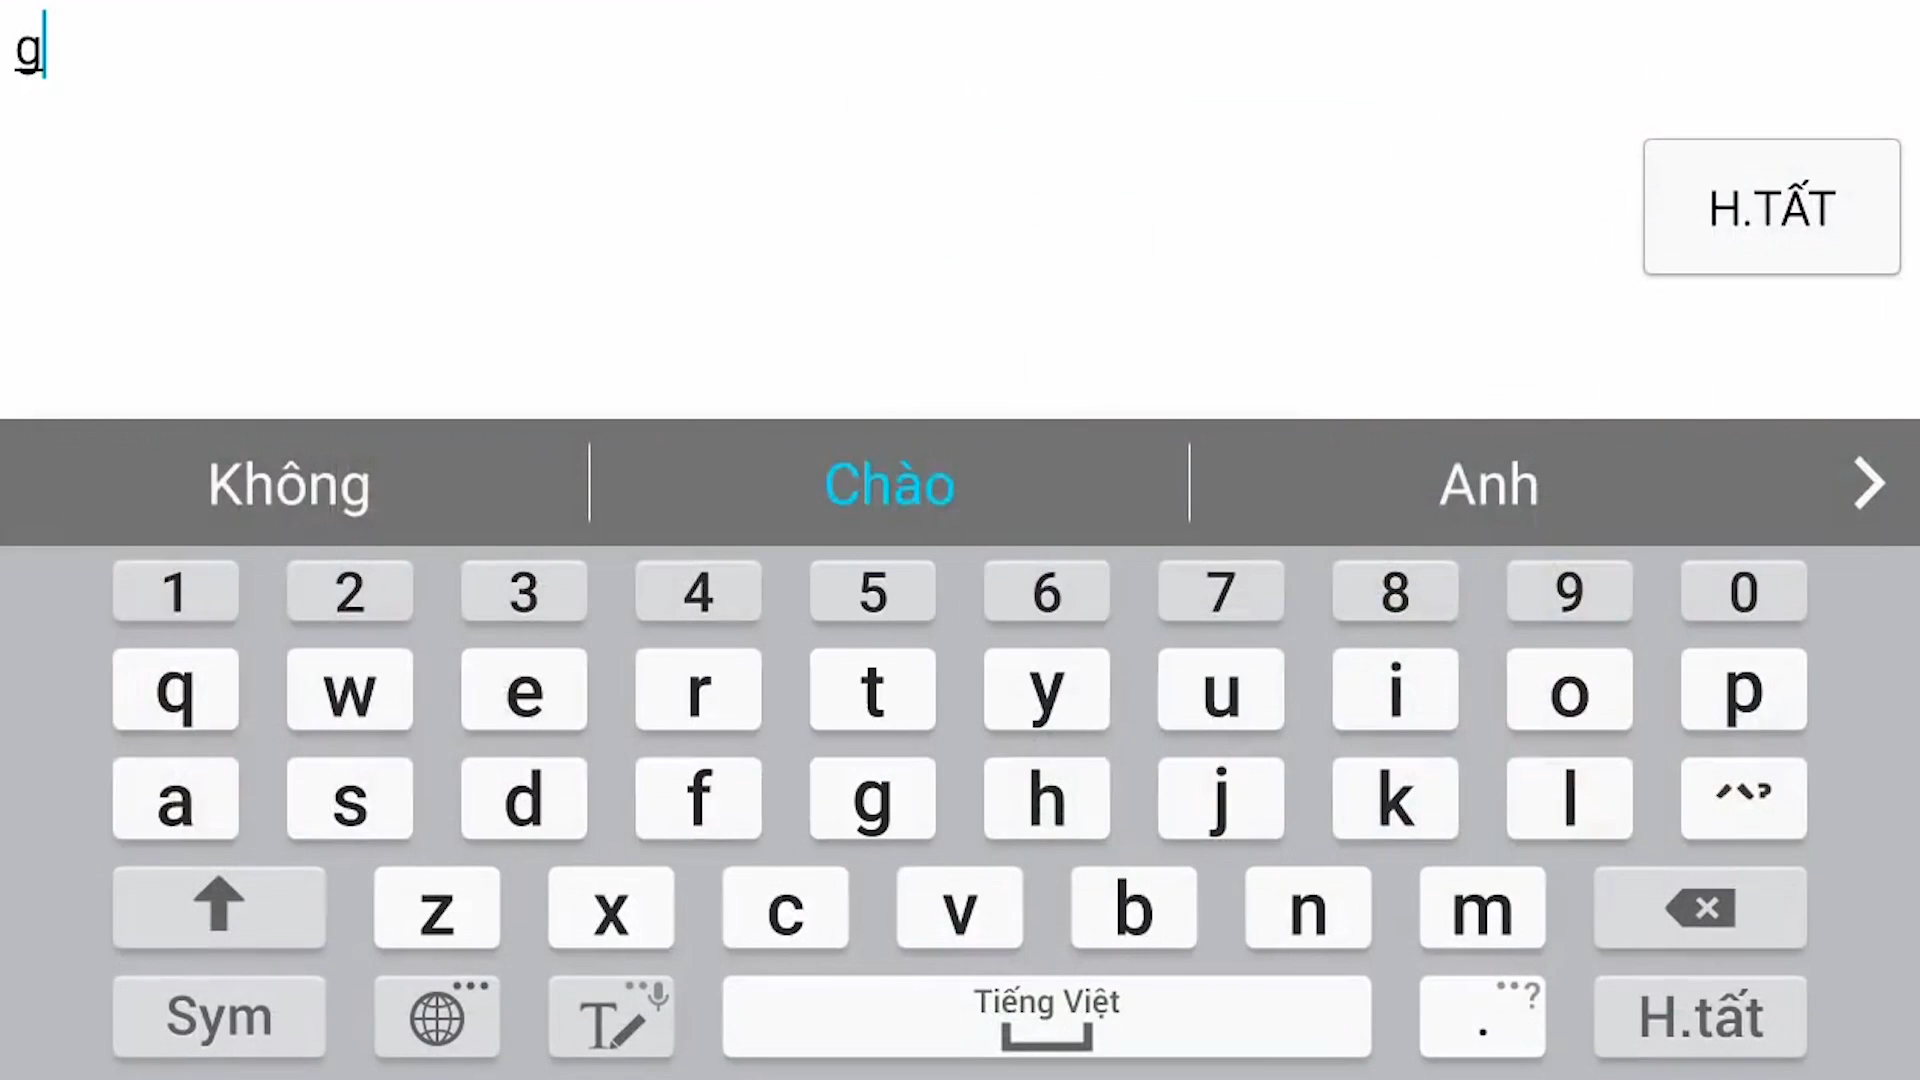 g
H.TẤT
Không Chào Anh
1 2 3 4 5 6 7 8 9 0
q w e r t y u i o p
a s d f g h j k l
z x c v b n m
Sym T Tiếng Việt . ? H.tất